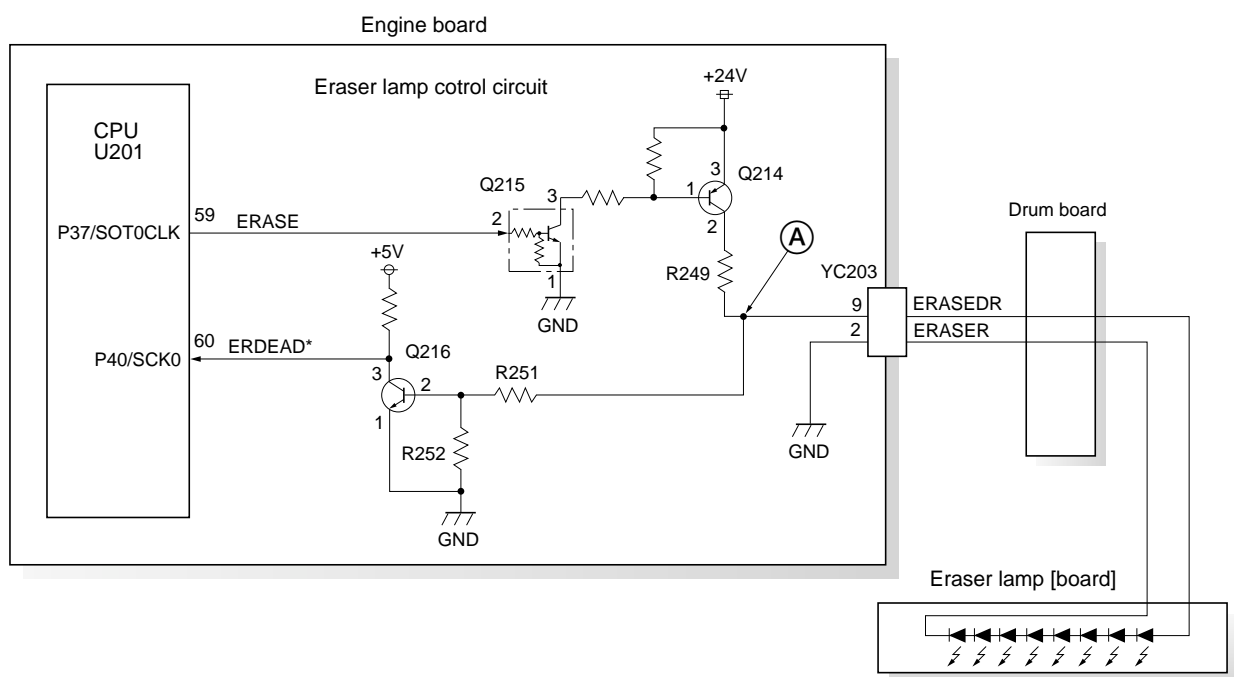 Engine board
Eraser lamp cotrol circuit
+24V
CPU
U201
3
Q214
Q215
3
1
2
59
ERASE
2
P37/SOT0CLK
Drum board
+5V
A
R249
YC203
1
GND
9
ERASEDR
2
ERASER
60
ERDEAD*
P40/SCK0
Q216
3
2
R251
1
R252
GND
GND
Eraser lamp [board]